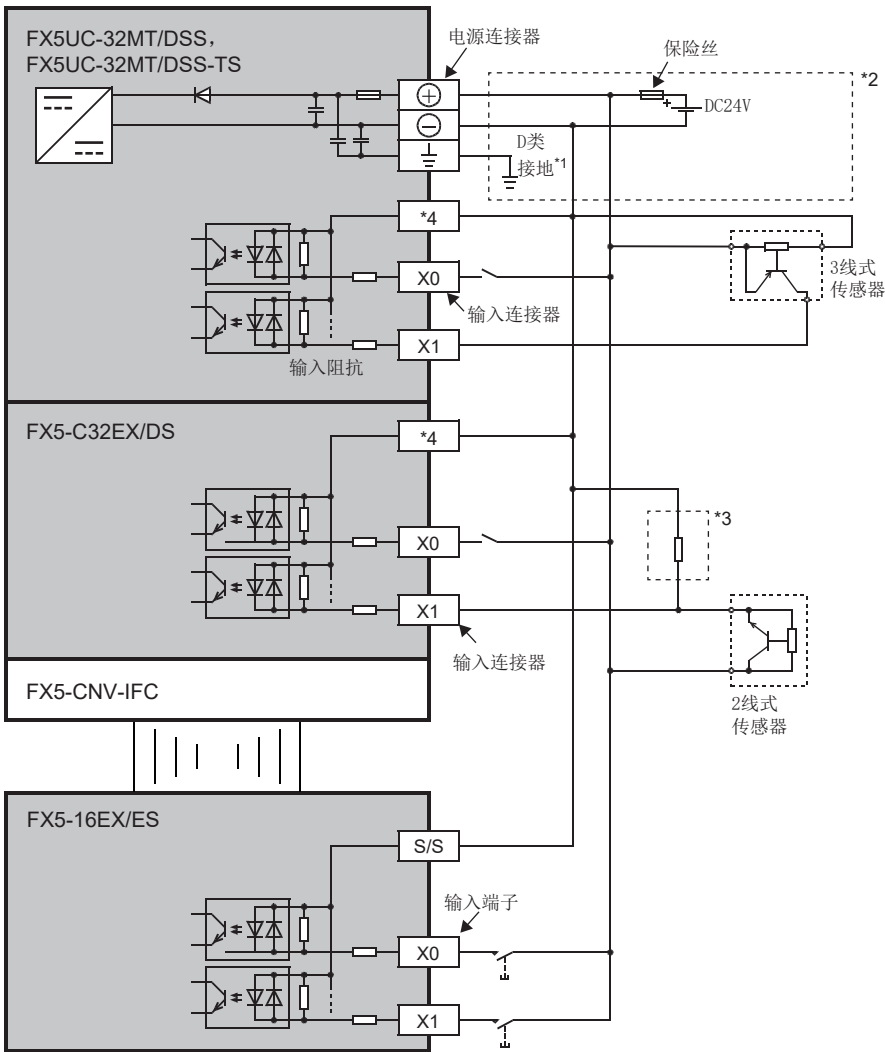 FX5UC-32MT/DSS，
FX5UC-32MT/DSS-TS
电源连接器
保险丝
*2
DC24V
D类
接地*1
*4
X0
输入连接器
X1
输入阻抗
3线式
传感器
FX5-C32EX/DS
*4
*3
X0
X1
输入连接器
2线式
传感器
FX5-CNV-IFC
FX5-16EX/ES
S/S
输入端子
X0
X1